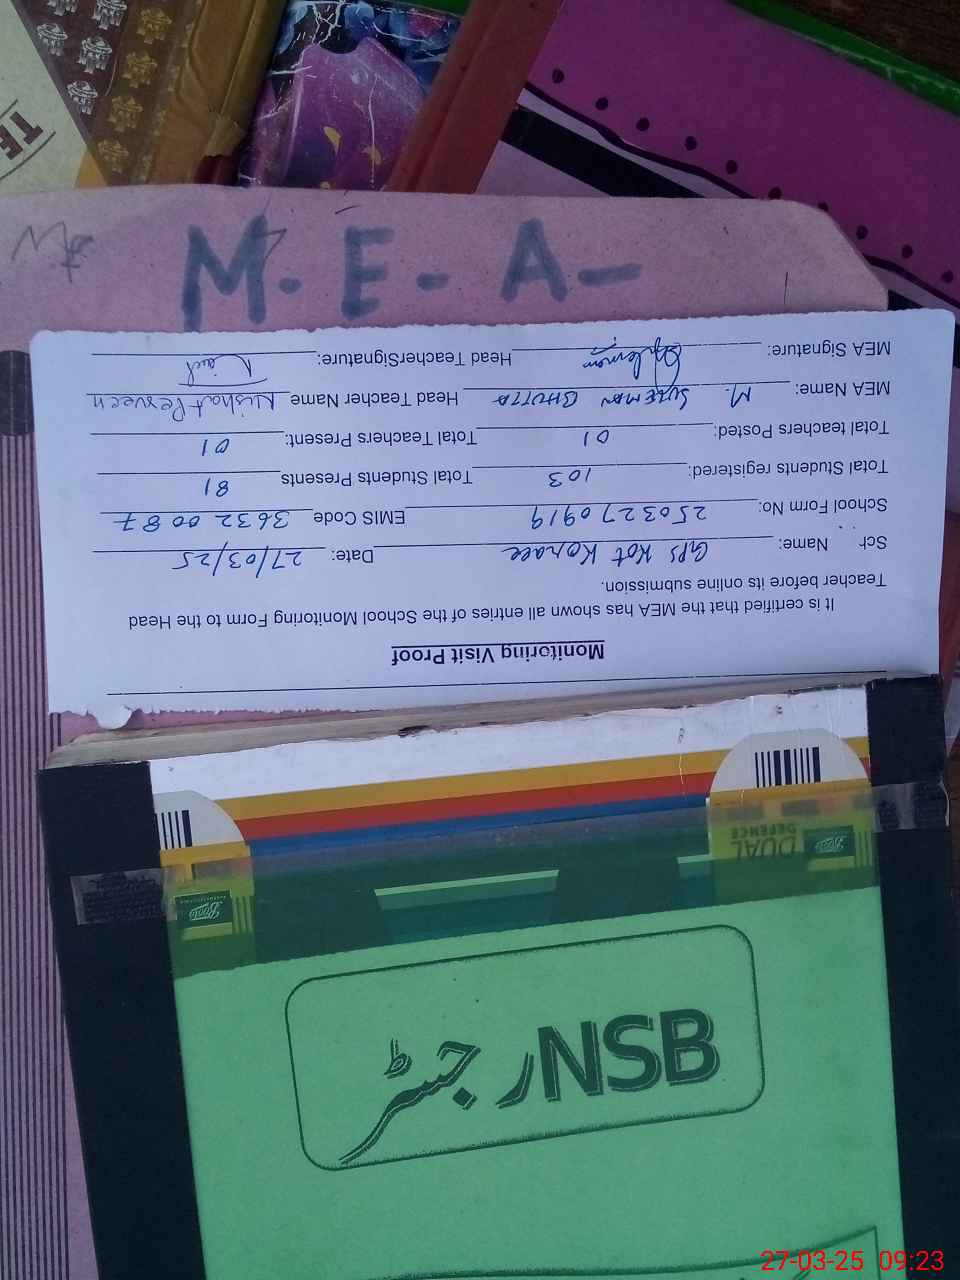 M. E - A -
Monitoring Visit Proof
It is certified that the MEA has shown all entries of the School Monitoring Form to the Head
Teacher before its online submission.
Name: GPS Kot Korace Date: 27/03/25
School Form No: 2503270919 EMIS Code 36320087
Total Students registered: 103 Total Students Presents 81
Total teachers Posted: 01 Total Teachers Present: 01
MEA Name: M. SULEMAN BHUTTA Head Teacher Name Nishat Perveen
MEA Signature: Head TeacherSignature:
DUAL
DEFENCE
Boots
Boots
NSB رجسٹر
27-03-25 09:23